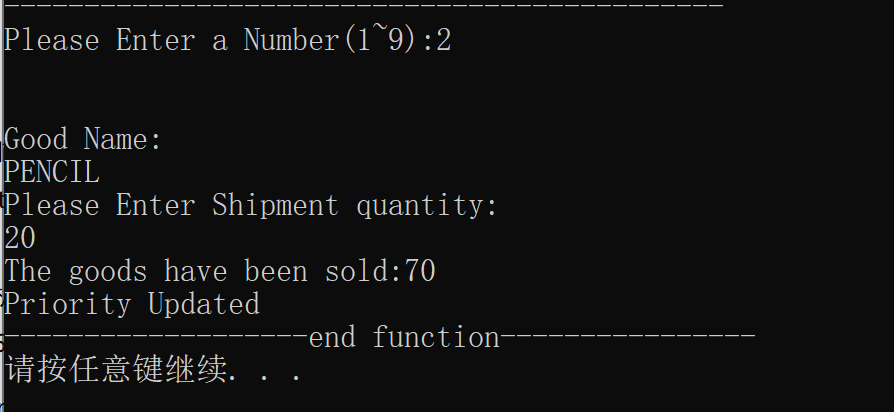 ---------------------------------------------
Please Enter a Number(1~9):2
Good Name:
PENCIL
Please Enter Shipment quantity:
20
The goods have been sold:70
Priority Updated
-------------------end function----------------
请按任意键继续. . .